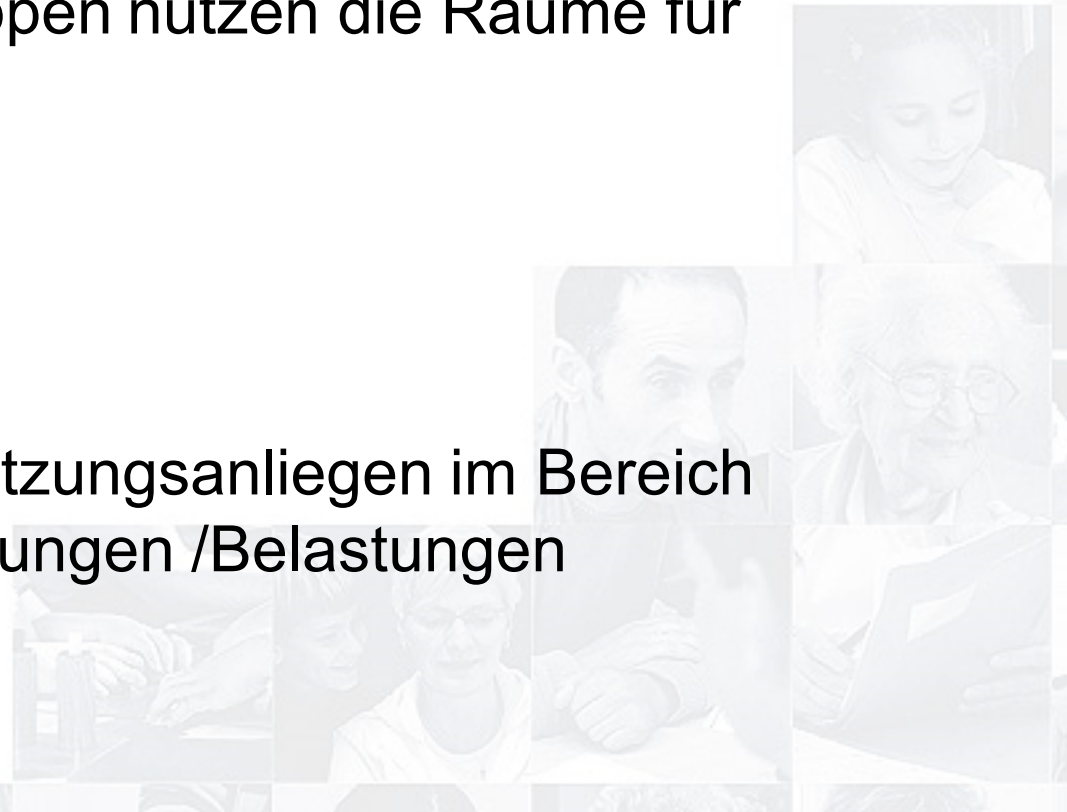 ppen nutzen die Räume für
tzungsanliegen im Bereich
ungen /Belastungen